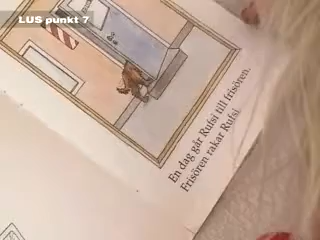 LUS punkt 7
En dag går Rufsi till frisören.
Frisören rakar Rufsi.